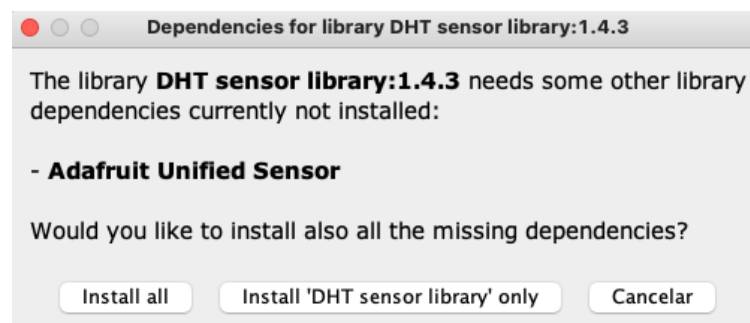 Dependencies for library DHT sensor library:1.4.3
The library DHT sensor library:1.4.3 needs some other library
dependencies currently not installed:
- Adafruit Unified Sensor
Would you like to install also all the missing dependencies?
Install all Install 'DHT sensor library' only Cancelar